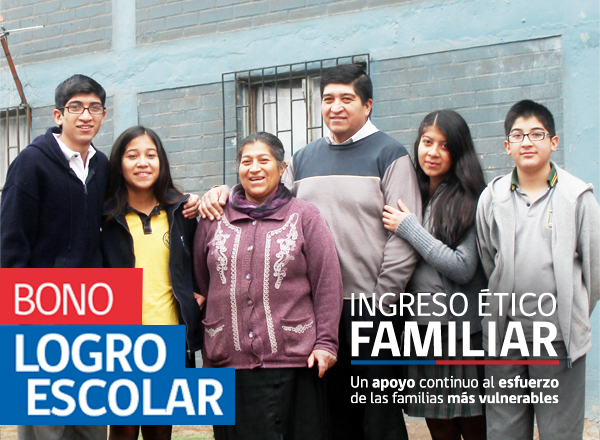 BONO
LOGRO
ESCOLAR
INGRESO ÉTICO
FAMILIAR
Un apoyo continuo al esfuerzo
de las familias más vulnerables